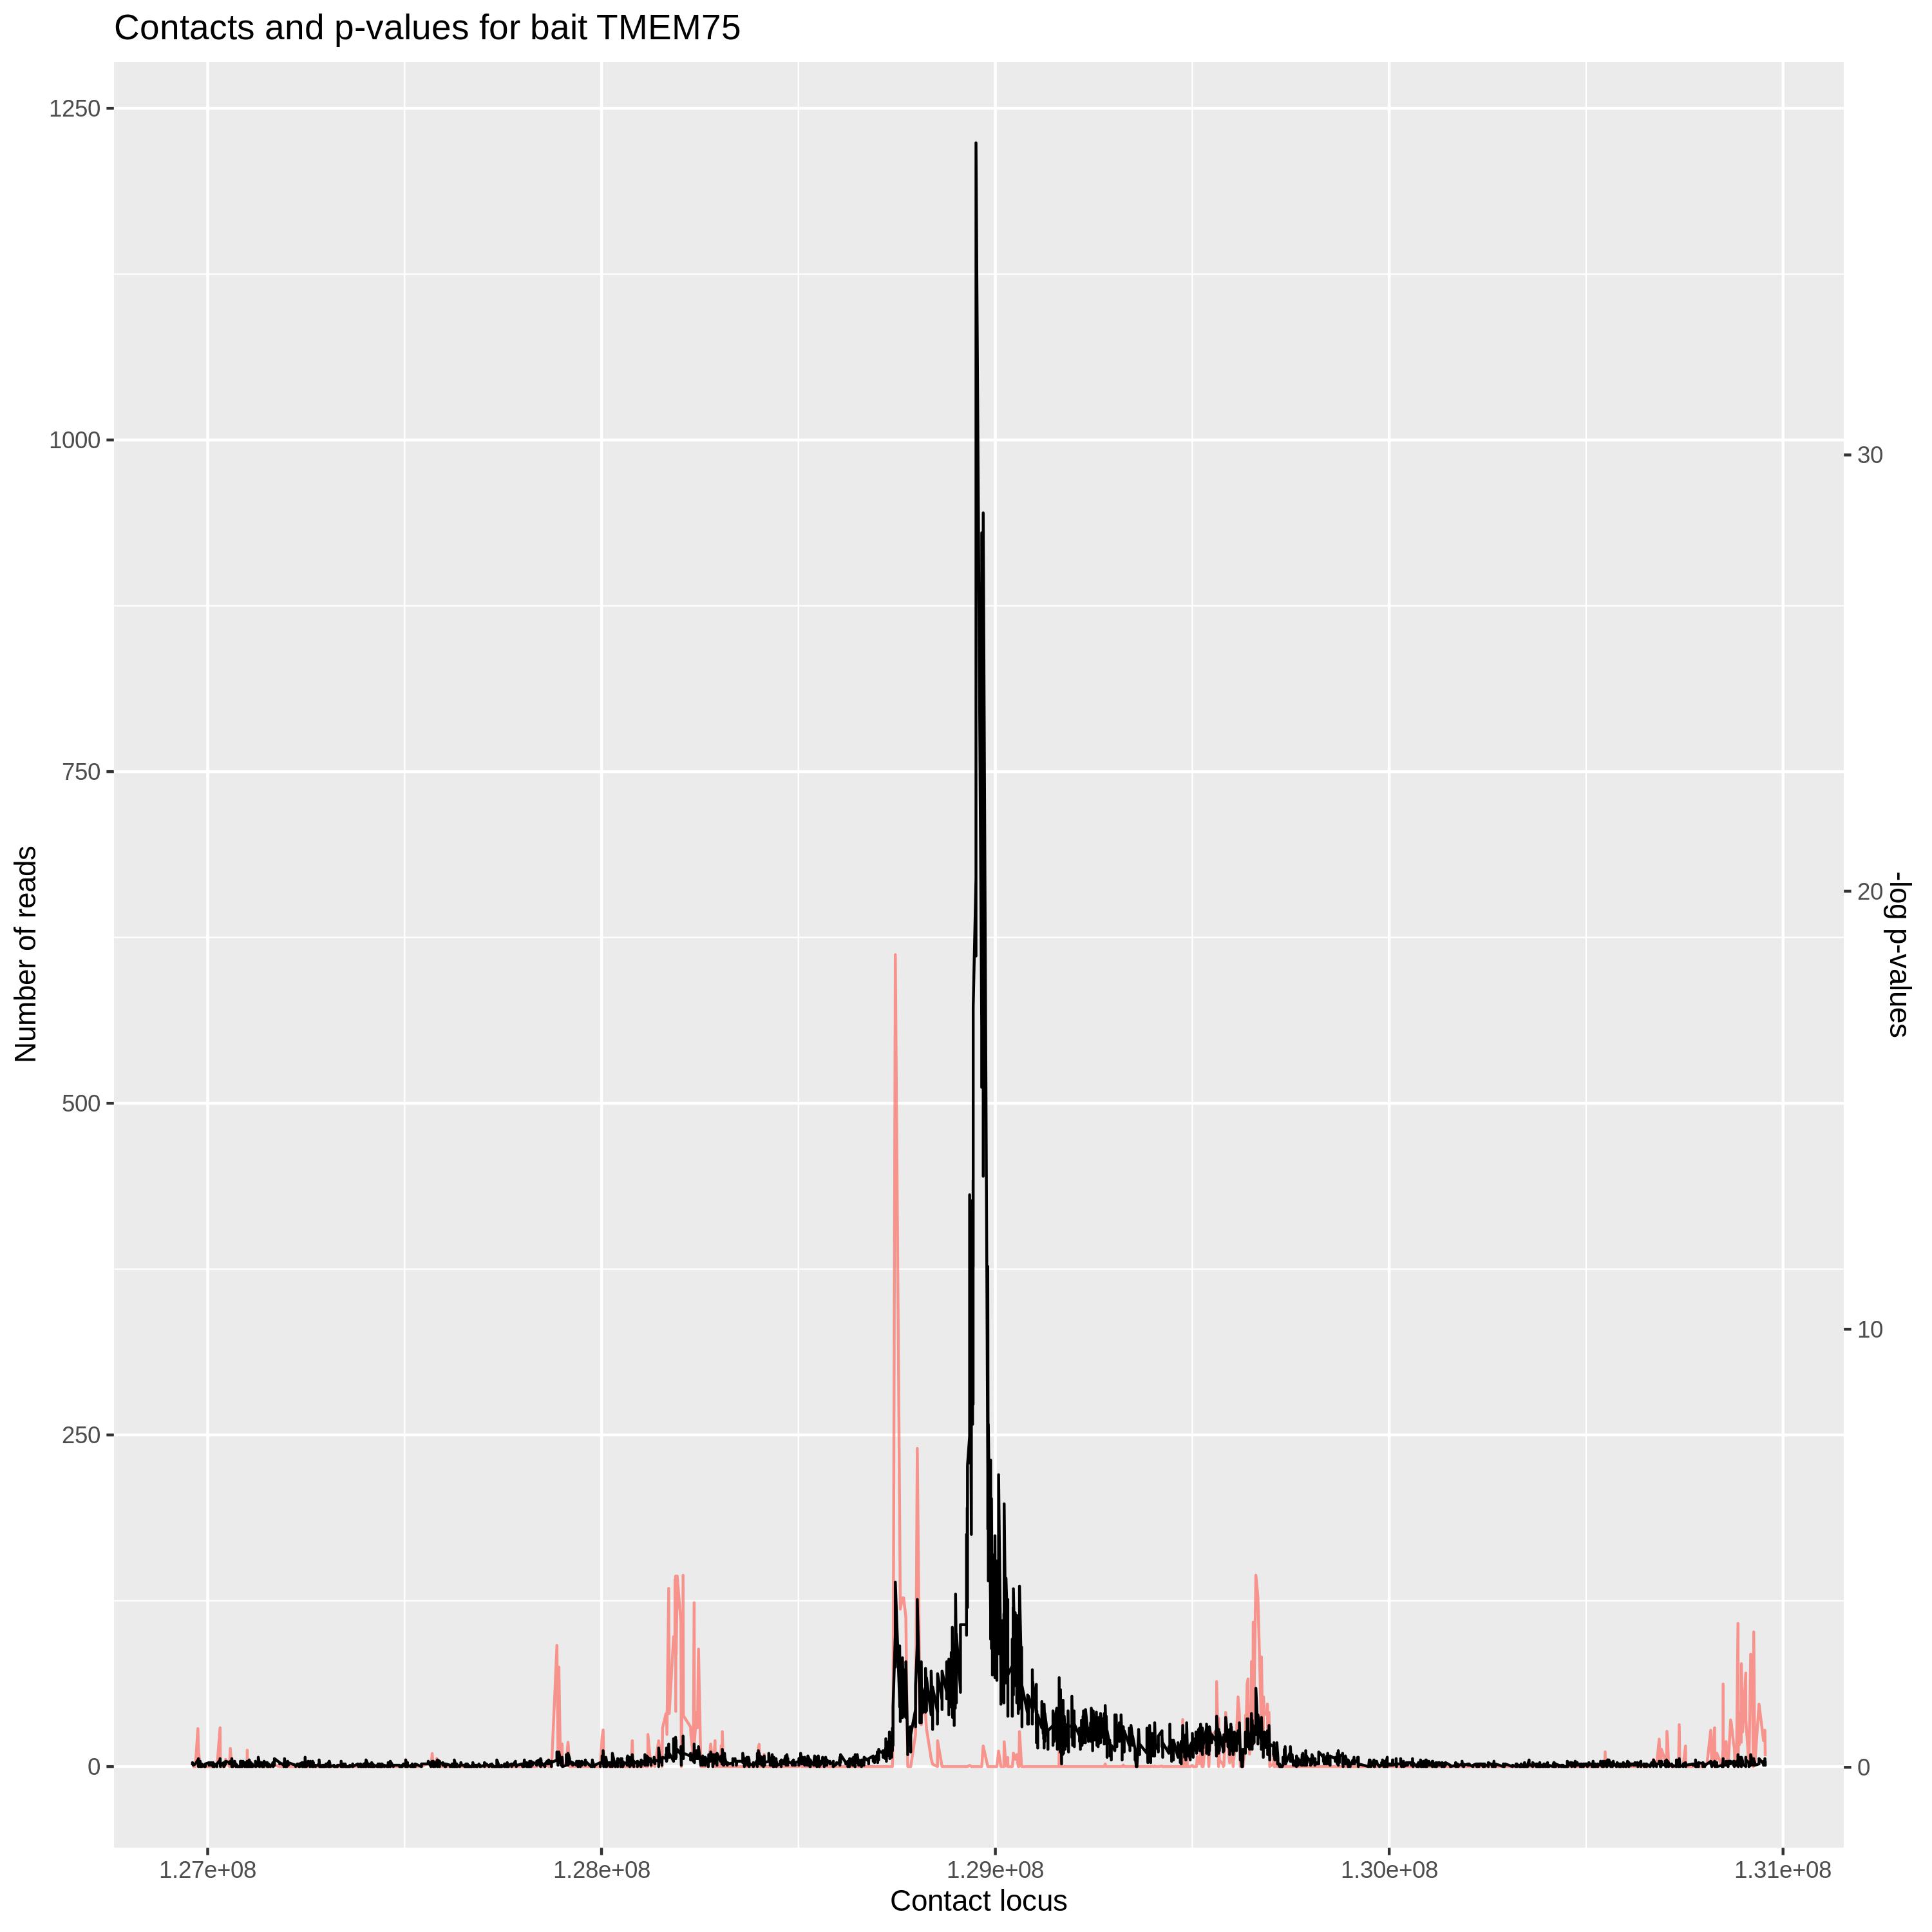 Contacts and p-values for bait TMEM75
1250
1000
750
500
250
0
Number of reads
30
20
10
0
-log p-values
1.27e+08
1.28e+08
1.29e+08
1.30e+08
1.31e+08
Contact locus